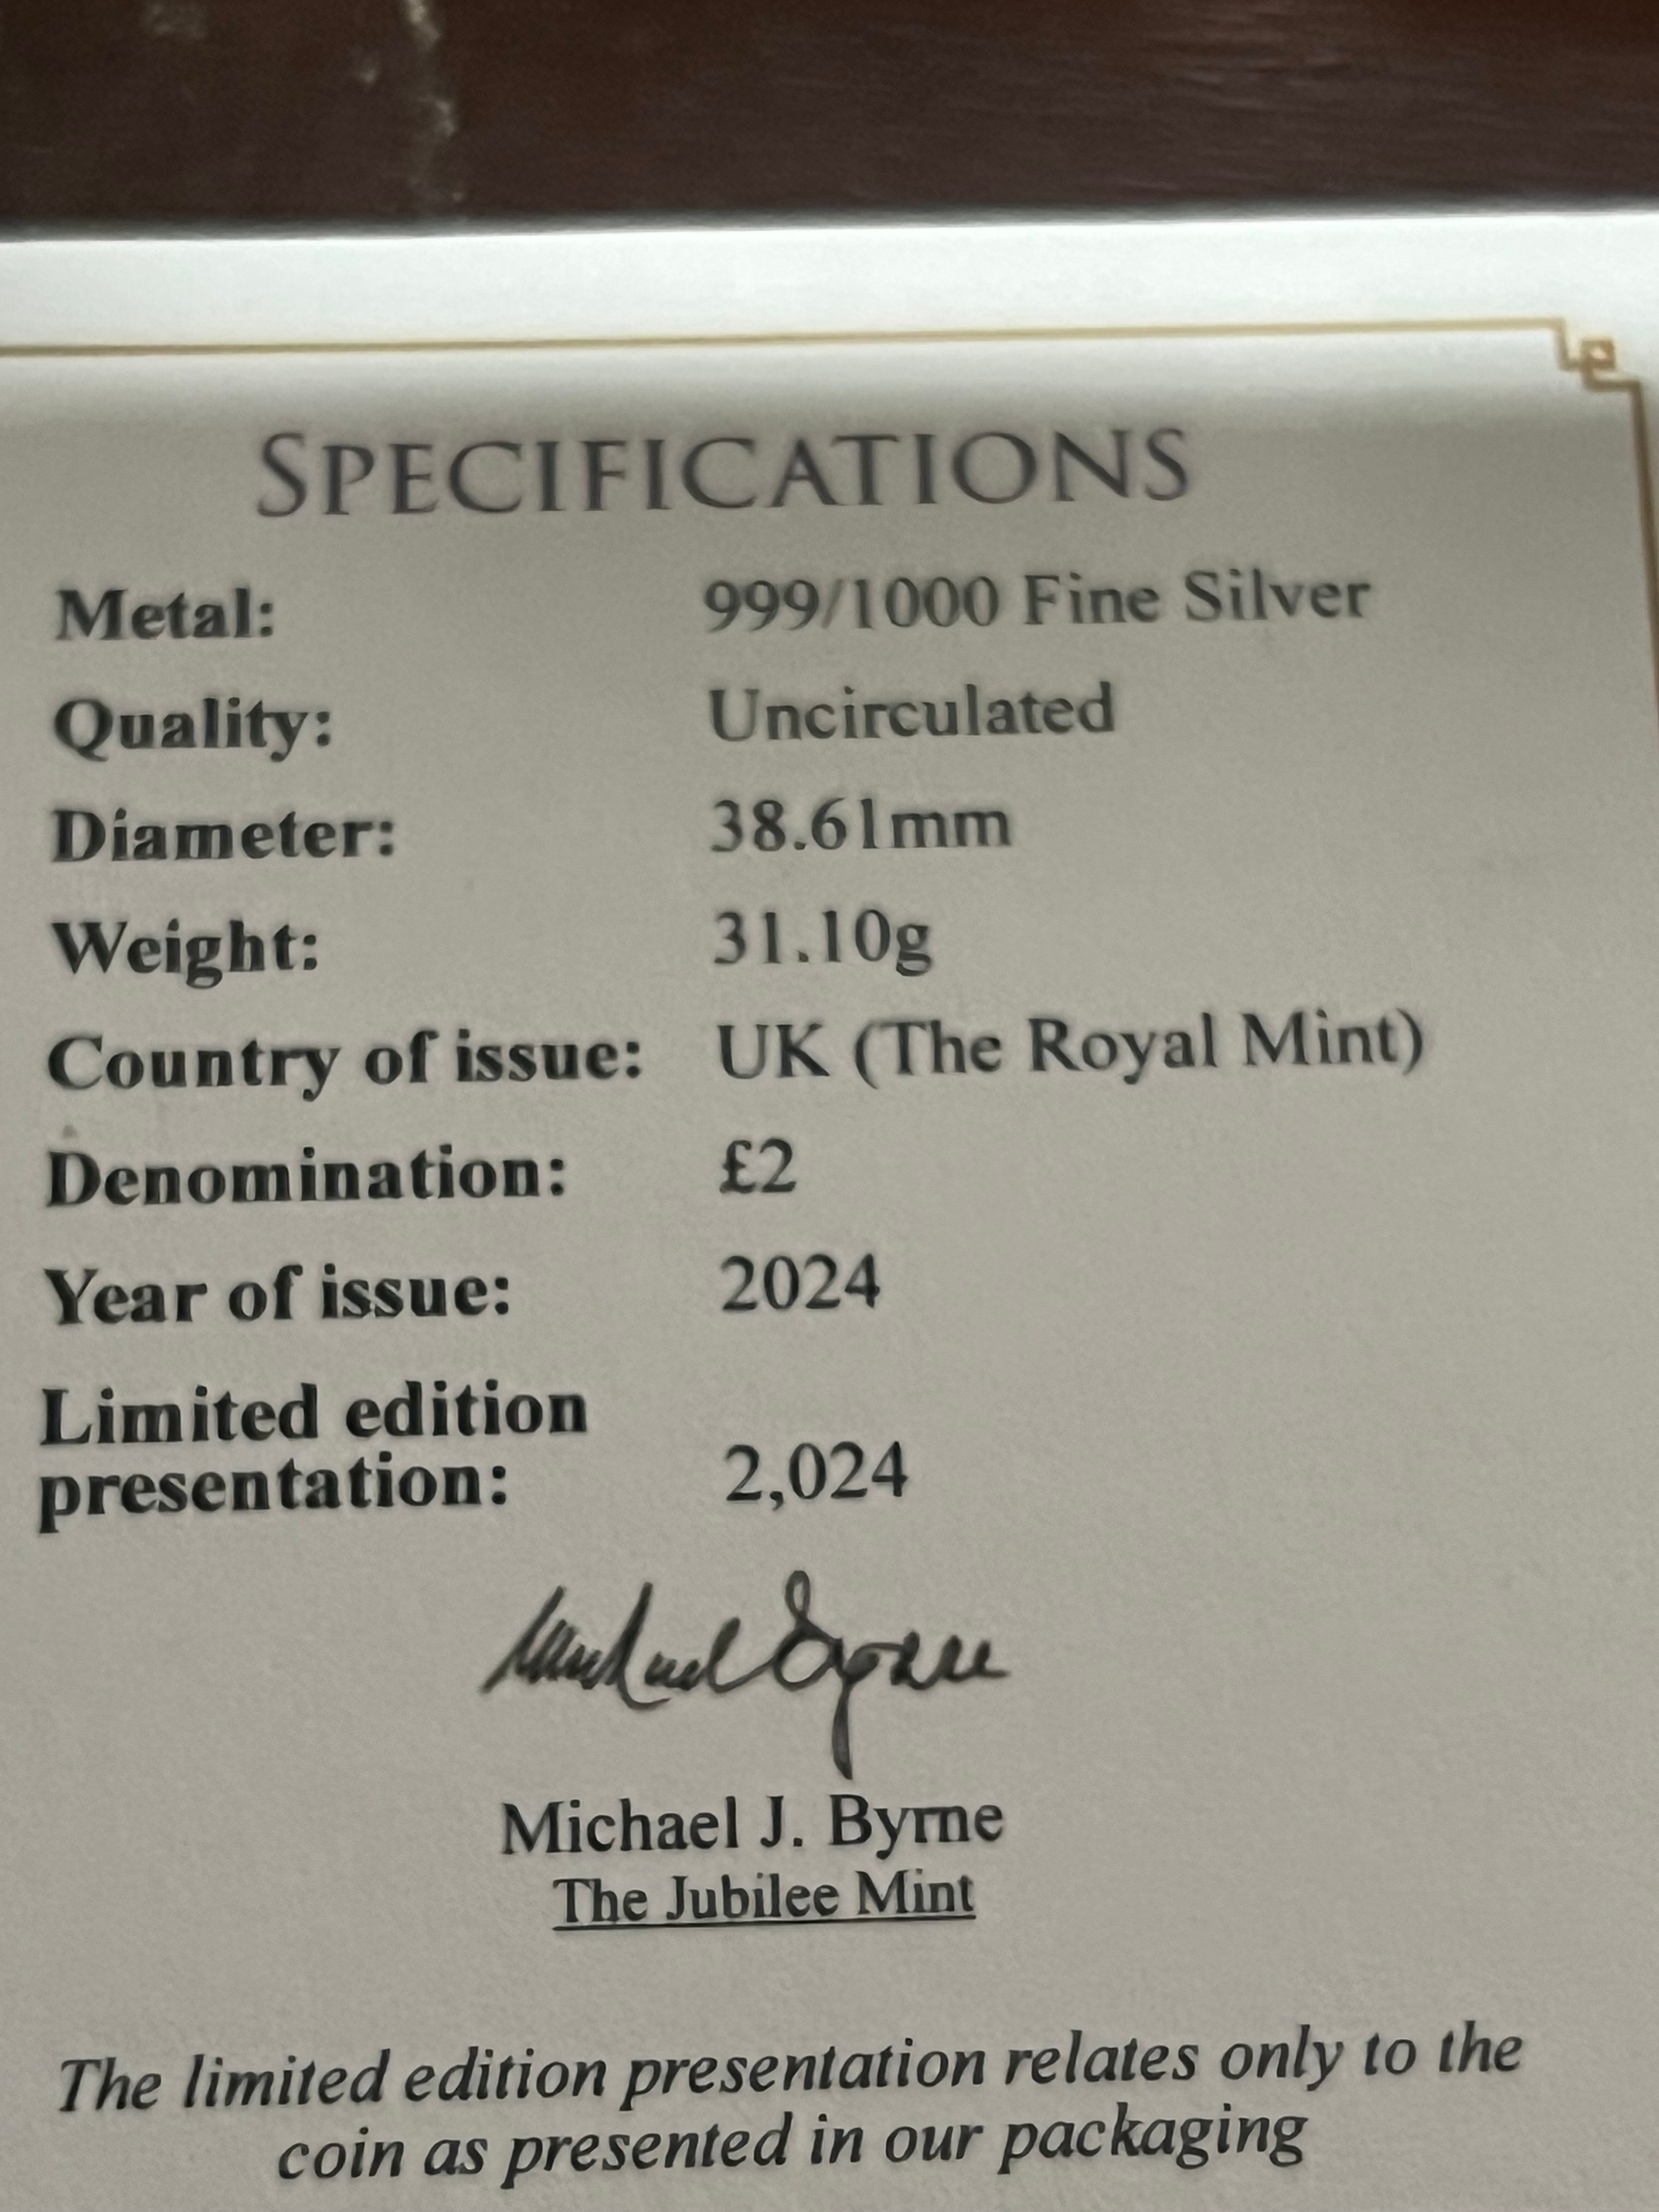 SPECIFICATIONS
Metal: 999/1000 Fine Silver
Quality: Uncirculated
Diameter: 38.61mm
Weight: 31.10g
Country of issue: UK (The Royal Mint)
Denomination: £2
Year of issue: 2024
Limited edition
presentation: 2,024
Michael Byrne
Michael J. Byrne
The Jubilee Mint
The limited edition presentation relates only to the
coin as presented in our packaging